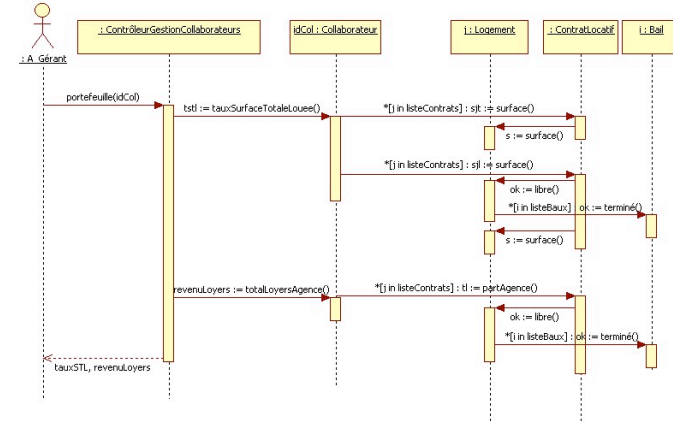 : ContrôleurGestionCollaborateurs
idCol : Collaborateur
j : Logement
: ContratLocatif
i : Bail
: A_Gérant
portefeuille(idCol)
tstl := tauxSurfaceTotaleLouee()
*[j in listeContrats] : sjt := surface()
s := surface()
*[j in listeContrats] : sjl := surface()
ok := libre()
*[i in listeBaux] : ok := terminé()
s := surface()
revenuLoyers := totalLoyersAgence()
*[j in listeContrats] : tl := partAgence()
ok := libre()
*[i in listeBaux] : ok := terminé()
tauxSTL, revenuLoyers